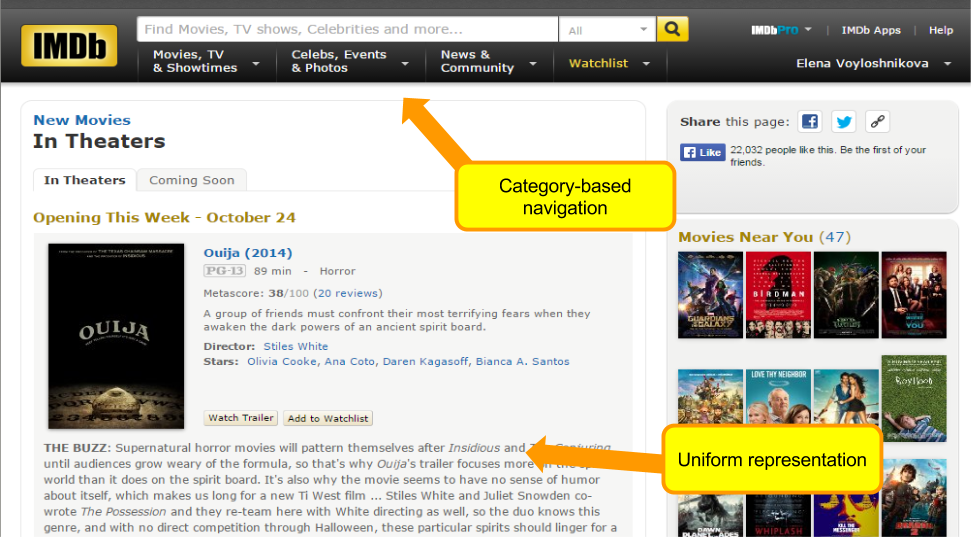 IMDb
Find Movies, TV shows, Celebrities and more...
All
IMDbPro
IMDb Apps
Help
Movies, TV
& Showtimes
Celebs, Events
& Photos
News &
Community
Watchlist
Elena Voyloshnikova
New Movies
In Theaters
In Theaters
Coming Soon
Opening This Week - October 24
OUIJA
Ouija (2014)
PG-13 89 min - Horror
Metascore: 38/100 (20 reviews)
A group of friends must confront their most terrifying fears when they
awaken the dark powers of an ancient spirit board.
Director: Stiles White
Stars: Olivia Cooke, Ana Coto, Daren Kagasoff, Bianca A. Santos
Watch Trailer
Add to Watchlist
THE BUZZ: Supernatural horror movies will pattern themselves after Insidious and The Conjuring
until audiences grow weary of the formula, so that's why Ouija's trailer focuses more on the
world than it does on the spirit board. It's also why the movie seems to have no sense of humor
about itself, which makes us long for a new Ti West film ... Stiles White and Juliet Snowden co-
wrote The Possession and they re-team here with White directing as well, so the duo knows this
genre, and with no direct competition through Halloween, these particular spirits should linger for a
Category-based
navigation
Uniform representation
Share this page:
Like
22,032 people like this. Be the first of your
friends.
Movies Near You (47)
GUARDIANS
GALAXY
BIRDMAN
YOU
LOVE THY NEIGHBOR
BOYHOOD
DAWN
PLANET APES
WHIPLASH
KILL THE
MESSENGER
2